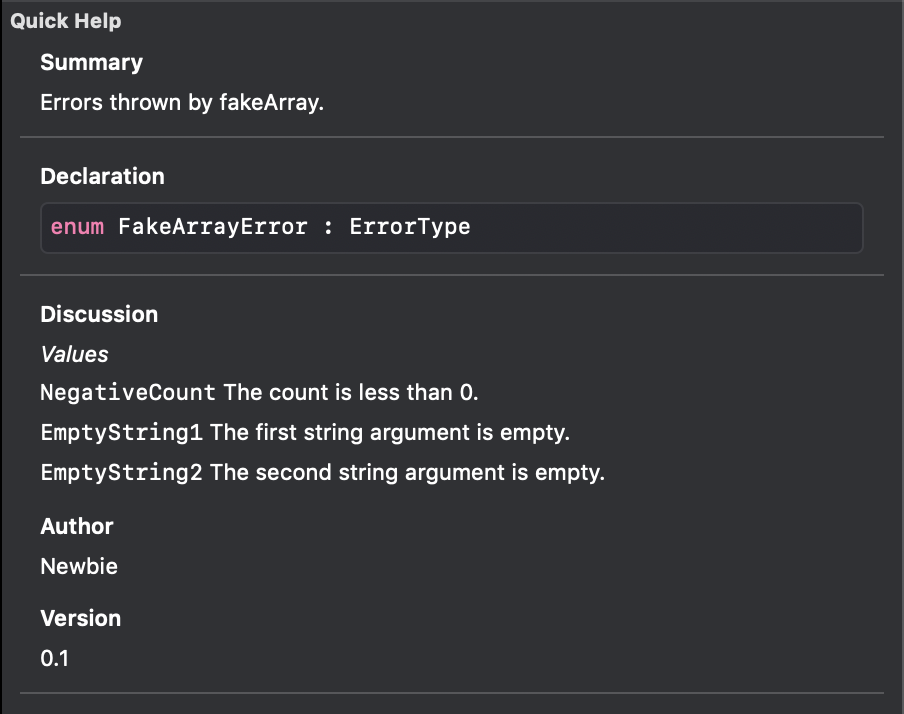 Quick Help
Summary
Errors thrown by fakeArray.
Declaration
enum FakeArrayError : ErrorType
Discussion
Values
NegativeCount The count is less than 0.
EmptyString1 The first string argument is empty.
EmptyString2 The second string argument is empty.
Author
Newbie
Version
0.1